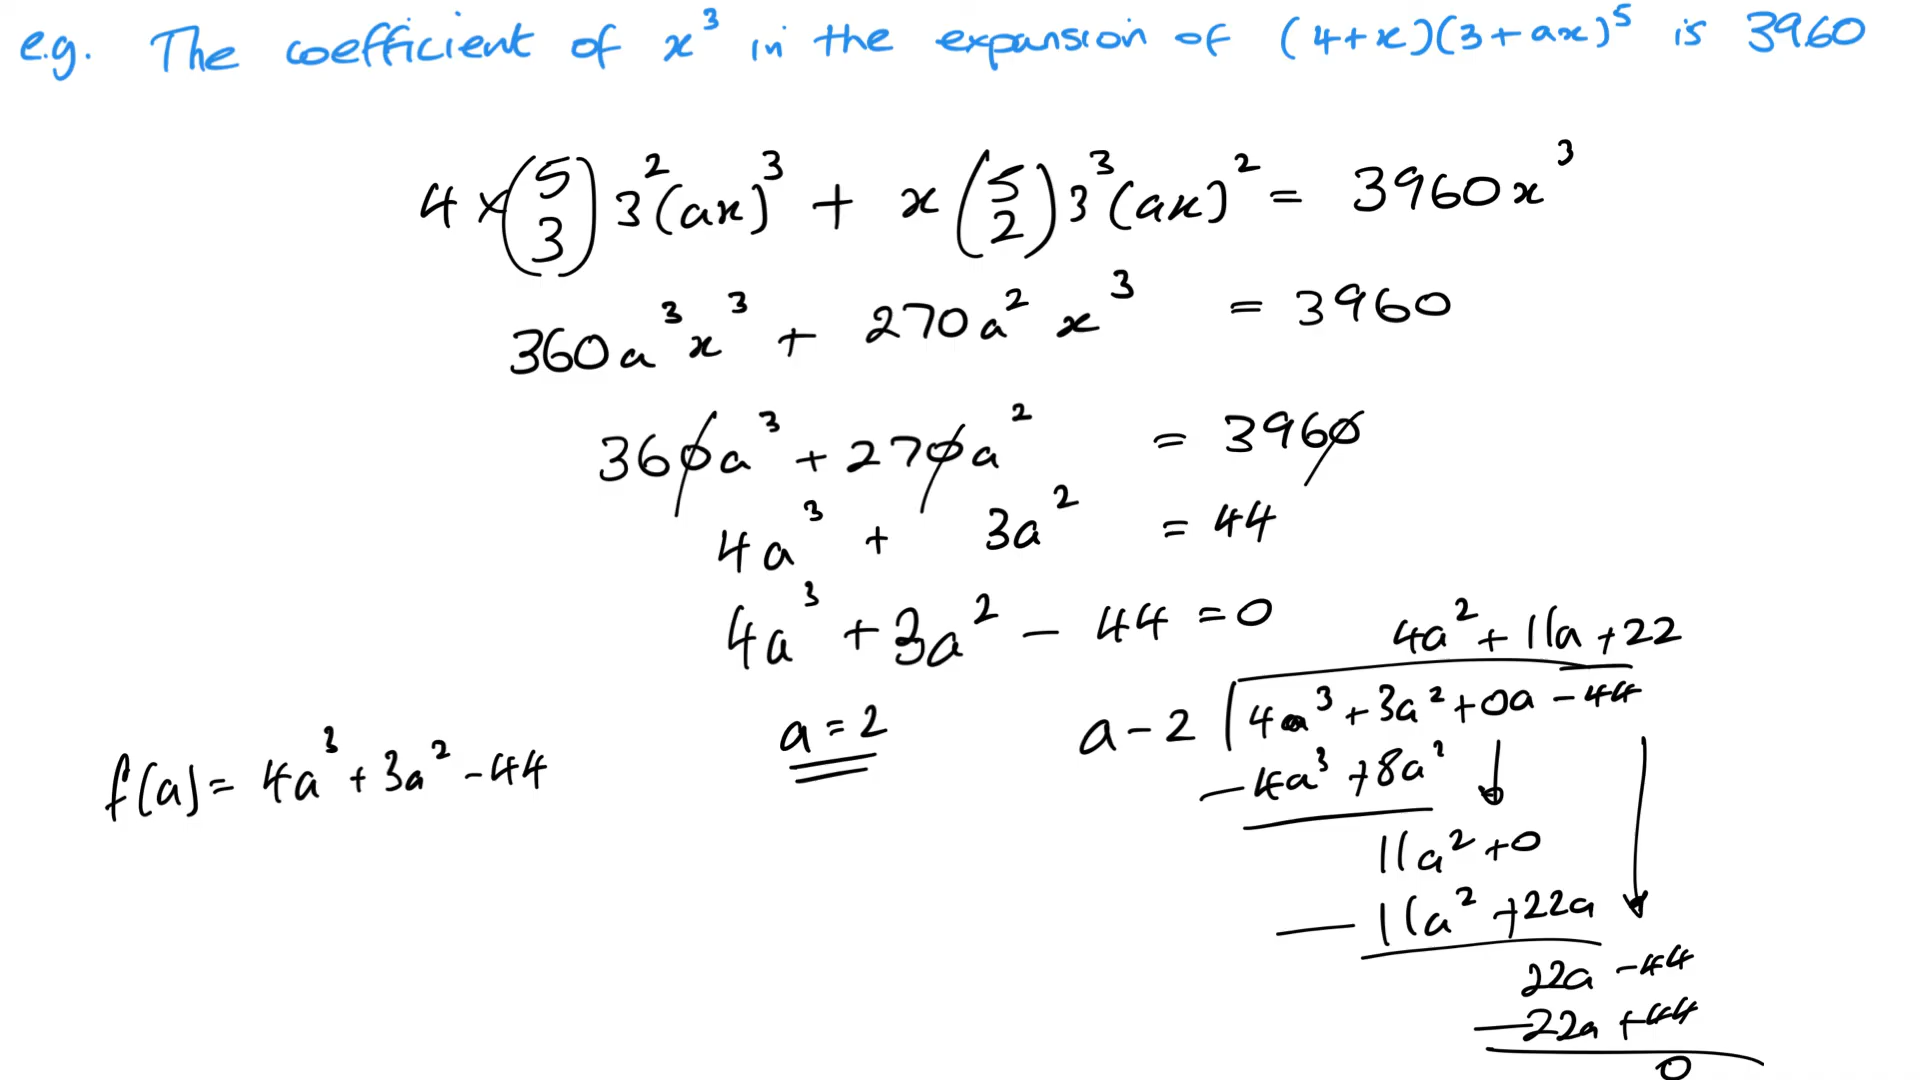 e.g. The coefficient of x³ in the expansion of (4+x)(3+ax)⁵ is 3960
4 × (5 3) 3²(ax)³ + x (5 2) 3³(ax)² = 3960x³
360a³x³ + 270a²x³ = 3960
360a³ + 270a² = 3960
4a³ + 3a² = 44
4a³ + 3a² - 44 = 0
a = 2
f(a) = 4a³ + 3a² - 44
4a² + 11a + 22
a - 2 4a³ + 3a² + 0a - 44
- 4a³ + 8a²
11a² + 0
- 11a² + 22a
22a - 44
- 22a + 44
0